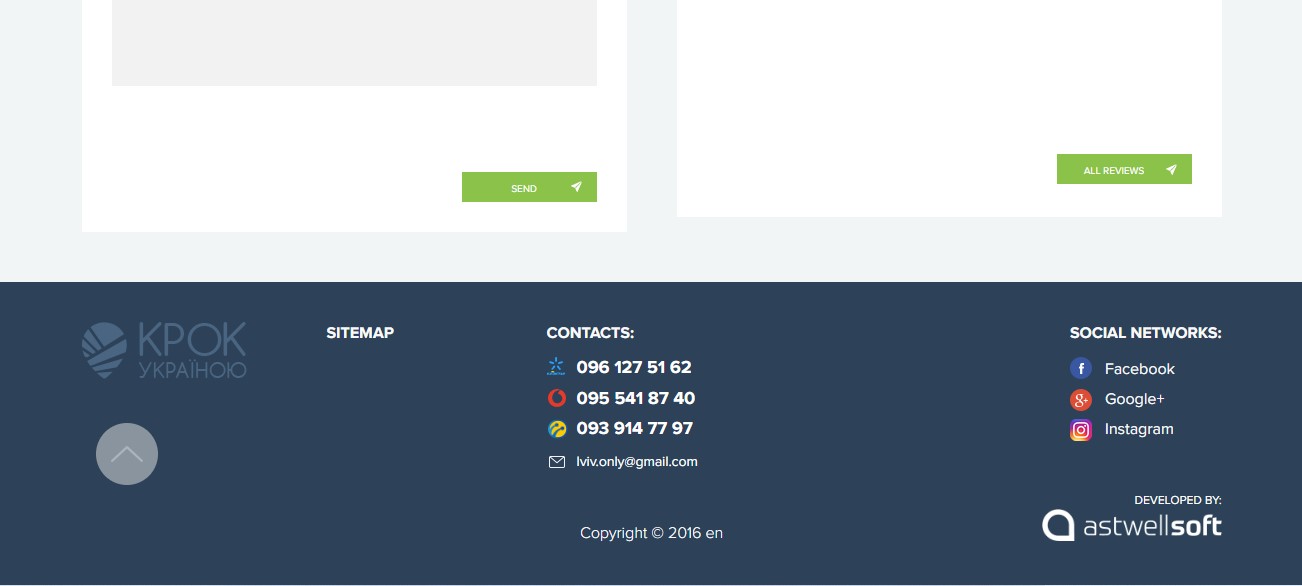 SEND
ALL REVIEWS
КРОК
УКРАЇНОЮ
SITEMAP
CONTACTS:
096 127 51 62
095 541 87 40
093 914 77 97
lviv.only@gmail.com
SOCIAL NETWORKS:
Facebook
Google+
Instagram
DEVELOPED BY:
astwellsoft
Copyright © 2016 en